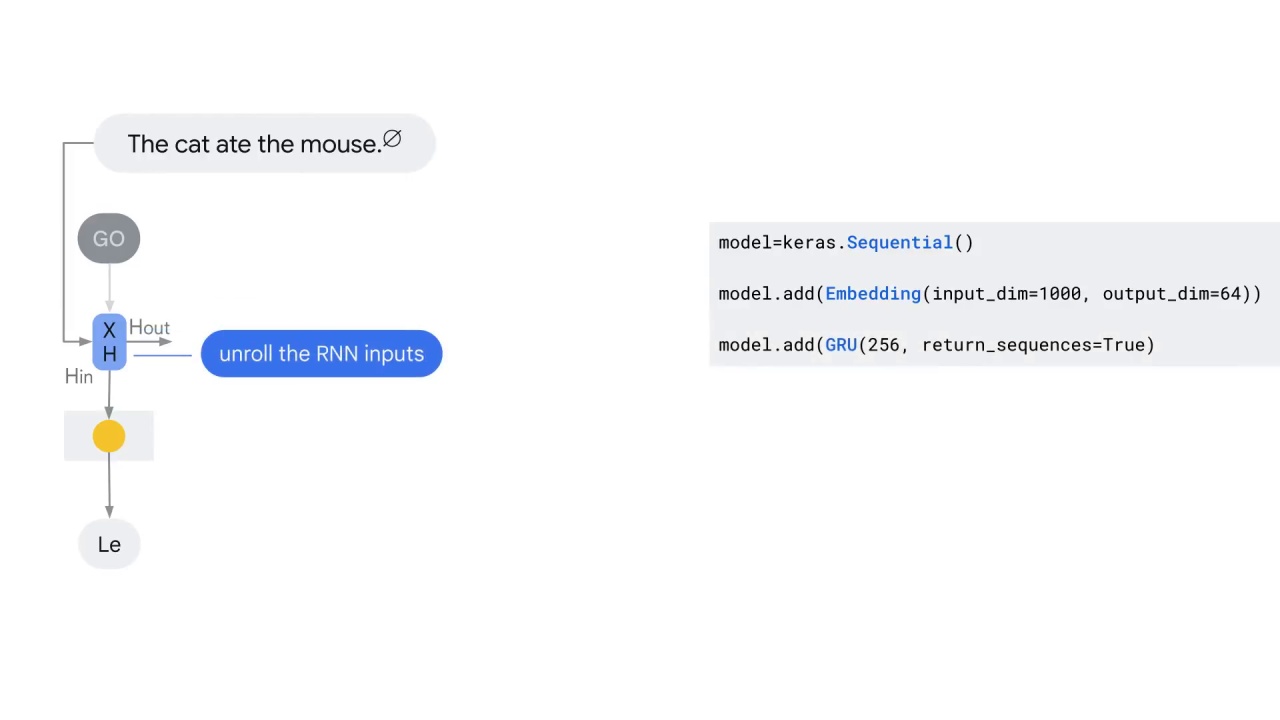 The cat ate the mouse.∅
GO
X
H
Hout
Hin
unroll the RNN inputs
Le
model=keras.Sequential()
model.add(Embedding(input_dim=1000, output_dim=64))
model.add(GRU(256, return_sequences=True)